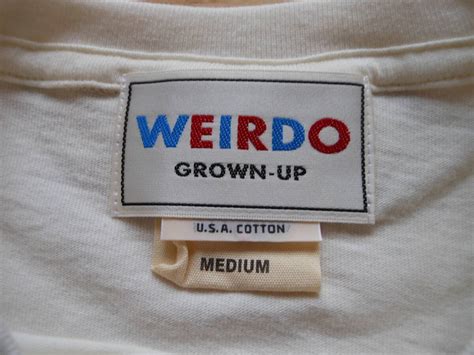 WEIRDO
GROWN-UP
U.S.A. COTTON
MEDIUM